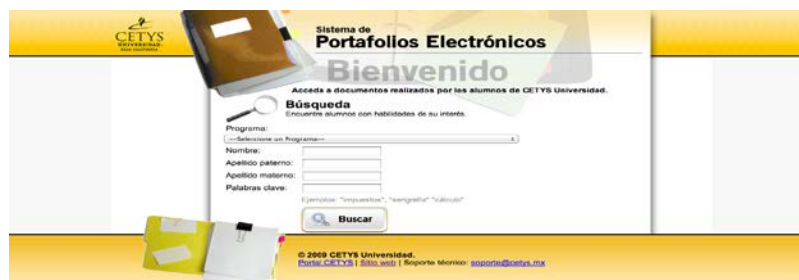 CETYS
UNIVERSIDAD
Sistema de
Portafolios Electrónicos
Bienvenido
Acceda a documentos realizados por los alumnos de CETYS Universidad.
Búsqueda
Encuentre alumnos con habilidades de su interés.
Programa:
--Seleccione un Programa--
Nombre:
Apellido paterno:
Apellido materno:
Palabras clave:
Ejemplos: "impuestos", "serigrafía" "cálculo"
Buscar
© 2009 CETYS Universidad.
Portal CETYS | Sitio web | Soporte técnico: soporte@cetys.mx